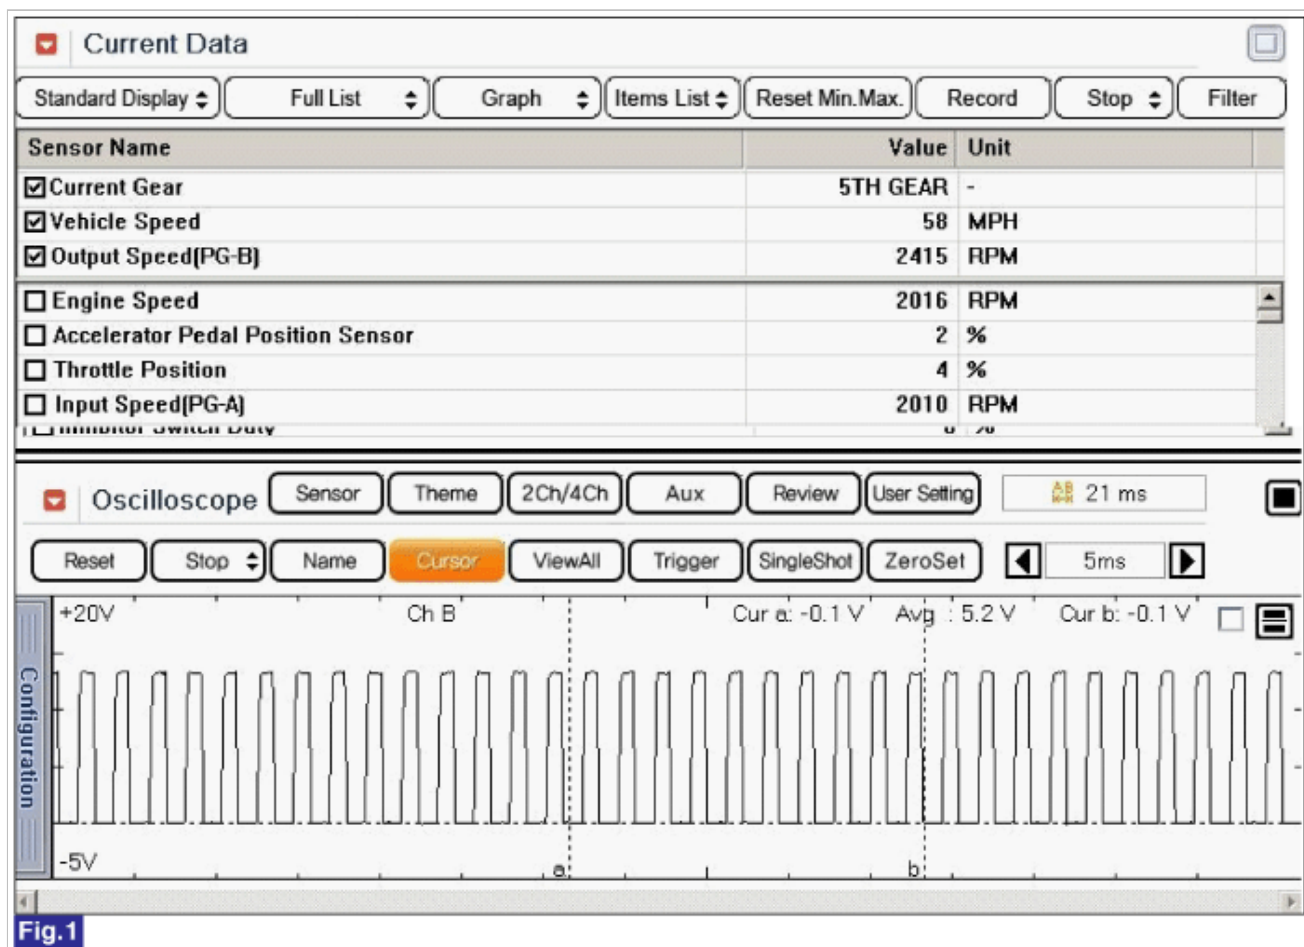 Current Data
Standard Display Full List Graph Items List Reset Min.Max. Record Stop Filter
Sensor Name Value Unit
Current Gear 5TH GEAR -
Vehicle Speed 58 MPH
Output Speed(PG-B) 2415 RPM
Engine Speed 2016 RPM
Accelerator Pedal Position Sensor 2 %
Throttle Position 4 %
Input Speed(PG-A) 2010 RPM
Oscilloscope Sensor Theme 2Ch/4Ch Aux Review User Setting AB 21 ms
Reset Stop Name Cursor ViewAll Trigger SingleShot ZeroSet 5ms
+20V Ch B Cur a: -0.1 V Avg : 5.2 V Cur b: -0.1 V
Configuration
-5V a b
Fig.1